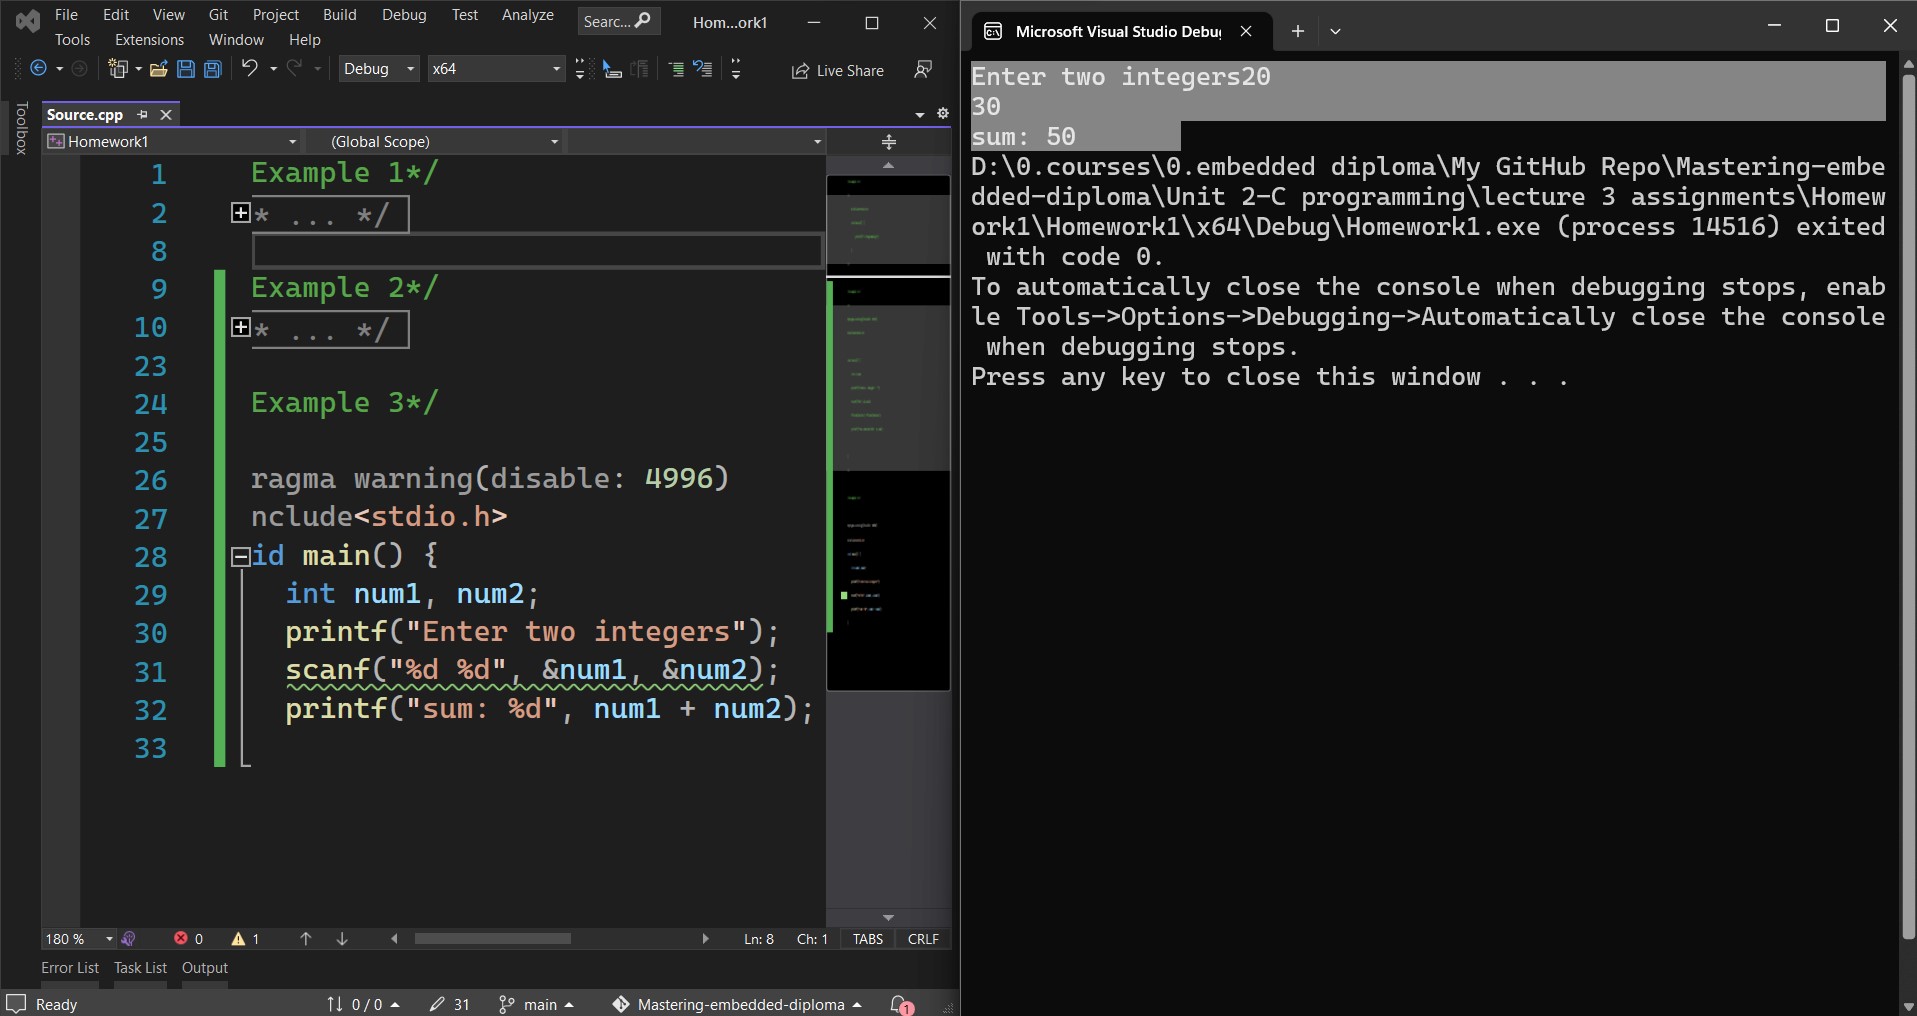 File Edit View Git Project Build Debug Test Analyze Searc... Hom...ork1
Tools Extensions Window Help
Debug x64 Live Share
Toolbox
Source.cpp
Homework1 (Global Scope)
1 Example 1*/
2 * ... */
8
9 Example 2*/
10 * ... */
23
24 Example 3*/
25
26 ragma warning(disable: 4996)
27 nclude<stdio.h>
28 id main() {
29 int num1, num2;
30 printf("Enter two integers");
31 scanf("%d %d", &num1, &num2);
32 printf("sum: %d", num1 + num2);
33
180 % 0 1 Ln: 8 Ch: 1 TABS CRLF
Error List Task List Output
Ready 0 / 0 31 main Mastering-embedded-diploma 1
Microsoft Visual Studio Debu
Enter two integers20
30
sum: 50
D:\0.courses\0.embedded diploma\My GitHub Repo\Mastering-embe
dded-diploma\Unit 2-C programming\lecture 3 assignments\Homew
ork1\Homework1\x64\Debug\Homework1.exe (process 14516) exited
with code 0.
To automatically close the console when debugging stops, enab
le Tools->Options->Debugging->Automatically close the console
when debugging stops.
Press any key to close this window . . .